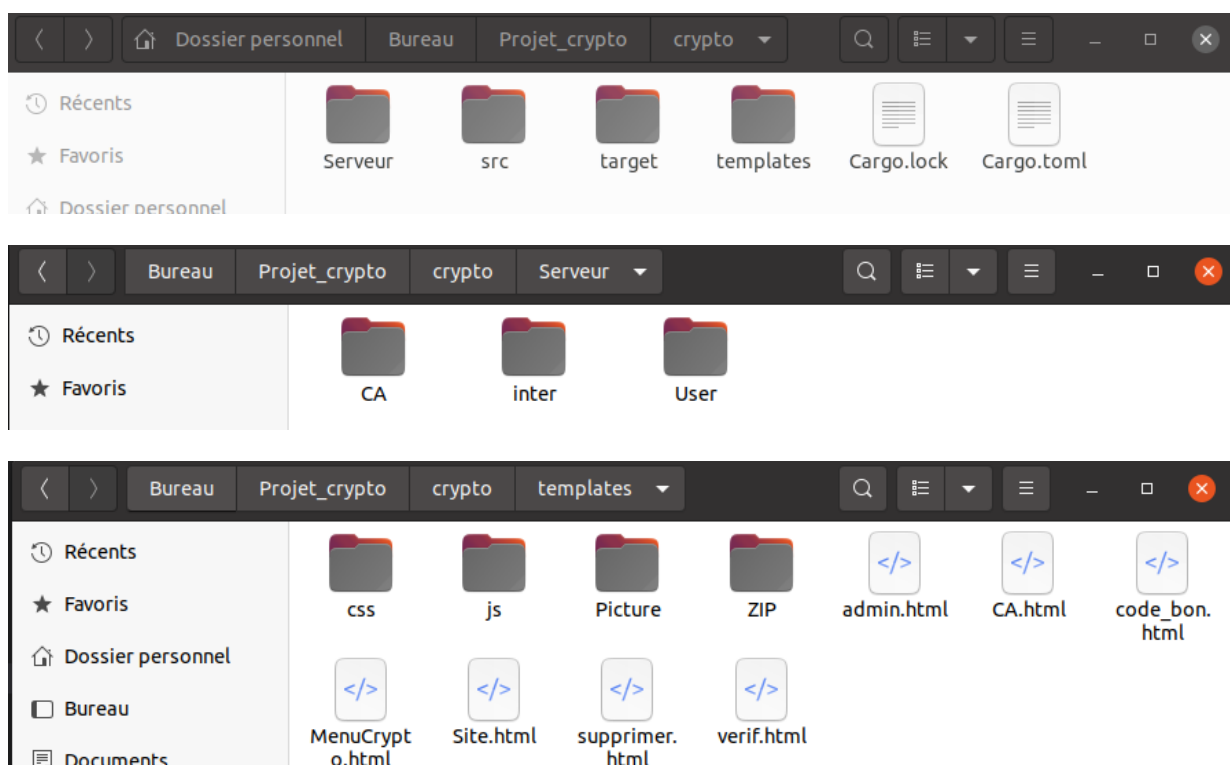 Dossier personnel Bureau Projet_crypto crypto
Récents
Favoris
Dossier personnel
Serveur src target templates Cargo.lock Cargo.toml
Bureau Projet_crypto crypto Serveur
Récents
Favoris
CA inter User
Bureau Projet_crypto crypto templates
Récents
Favoris
Dossier personnel
Bureau
Documents
css js Picture ZIP admin.html CA.html code_bon.
html
MenuCrypt Site.html supprimer. verif.html
o.html html